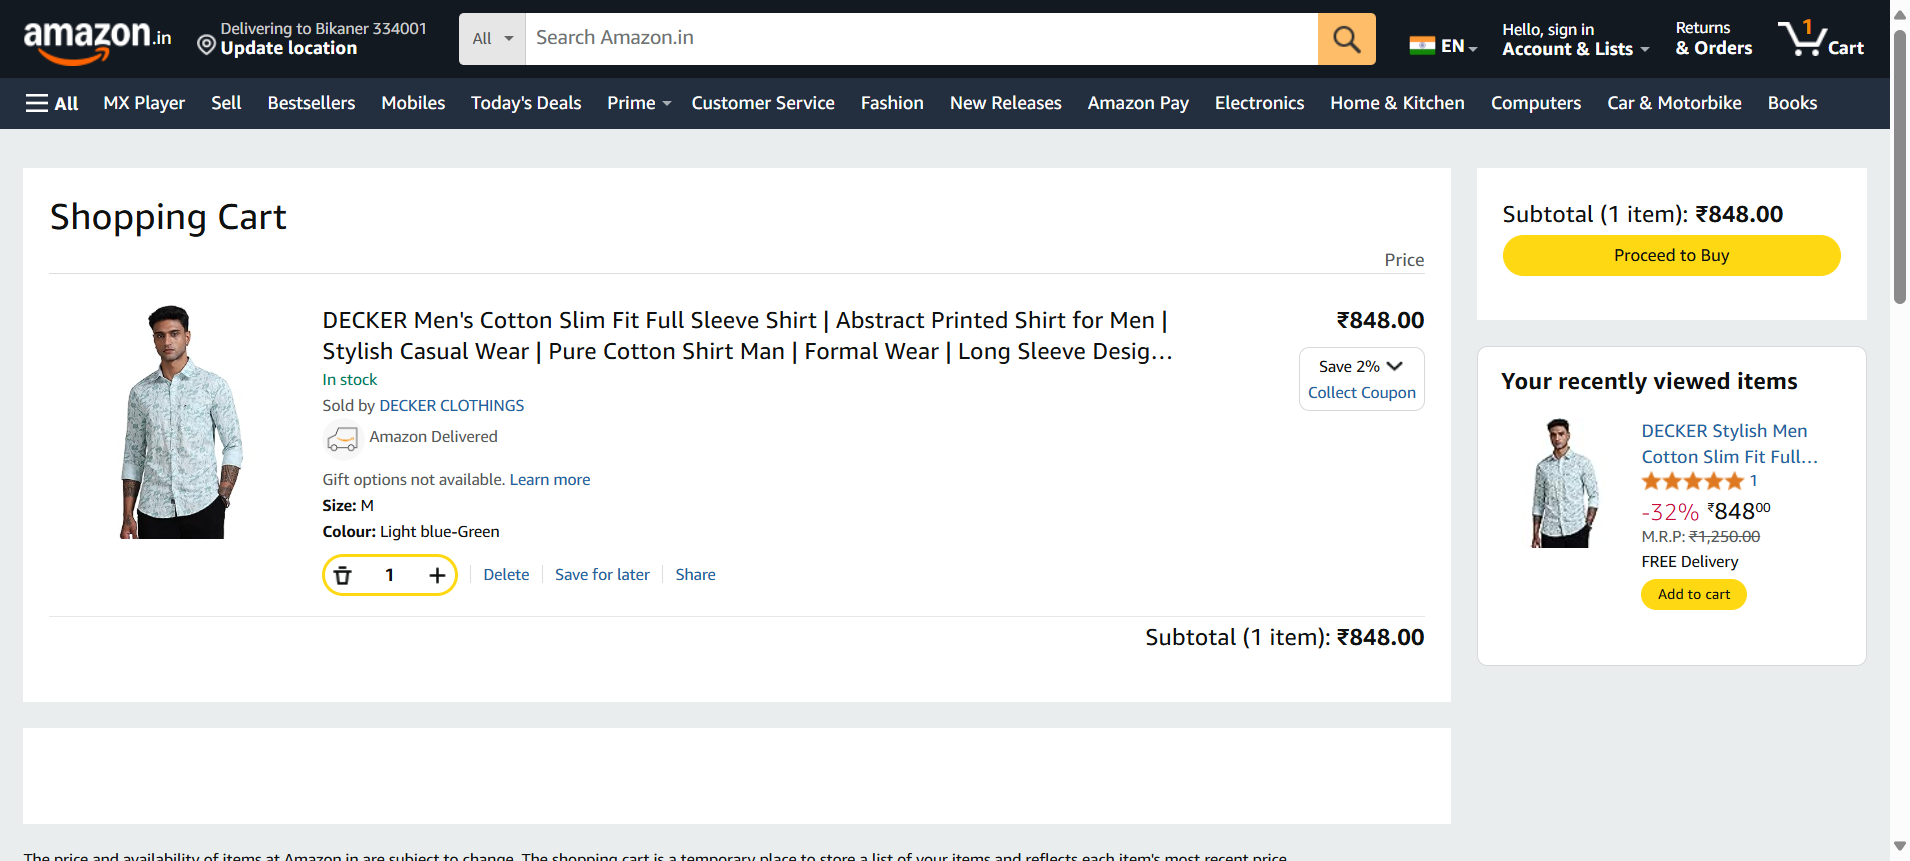 amazon.in
Delivering to Bikaner 334001
Update location
All
Search Amazon.in
EN
Hello, sign in
Account & Lists
Returns
& Orders
1
Cart
All
MX Player
Sell
Bestsellers
Mobiles
Today's Deals
Prime
Customer Service
Fashion
New Releases
Amazon Pay
Electronics
Home & Kitchen
Computers
Car & Motorbike
Books
Shopping Cart
Price
DECKER Men's Cotton Slim Fit Full Sleeve Shirt | Abstract Printed Shirt for Men |
Stylish Casual Wear | Pure Cotton Shirt Man | Formal Wear | Long Sleeve Desig…
₹848.00
Save 2%
Collect Coupon
In stock
Sold by DECKER CLOTHINGS
Amazon Delivered
Gift options not available. Learn more
Size: M
Colour: Light blue-Green
1
Delete
Save for later
Share
Subtotal (1 item): ₹848.00
Subtotal (1 item): ₹848.00
Proceed to Buy
Your recently viewed items
DECKER Stylish Men
Cotton Slim Fit Full…
1
-32% ₹84800
M.R.P: ₹1,250.00
FREE Delivery
Add to cart
The price and availability of items at Amazon.in are subject to change. The shopping cart is a temporary place to store a list of your items and reflects each item's most recent price.